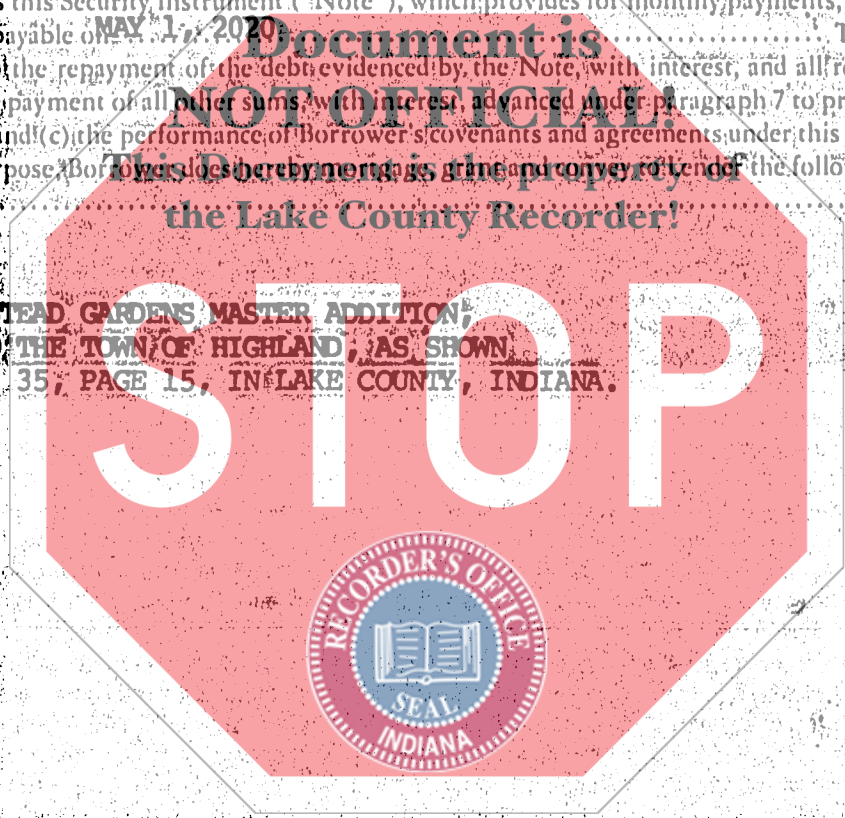 this Security Instrument ("Note"), which provides for monthly payments,
payable on MAY 1, 2020
Document is
the repayment of the debt evidenced by the Note, with interest, and all
payment of all other sums, with interest, advanced under paragraph 7 to
NOT OFFICIAL!
(c) the performance of Borrower's covenants and agreements under this
Borrower does hereby mortgage, grant and convey to Lender the
This Document is the property of
the Lake County Recorder!
TEAD GARDENS MASTER ADDITION,
THE TOWN OF HIGHLAND, AS SHOWN
35, PAGE 15, IN LAKE COUNTY, INDIANA.
STOP
RECORDER'S OFFICE
SEAL
INDIANA